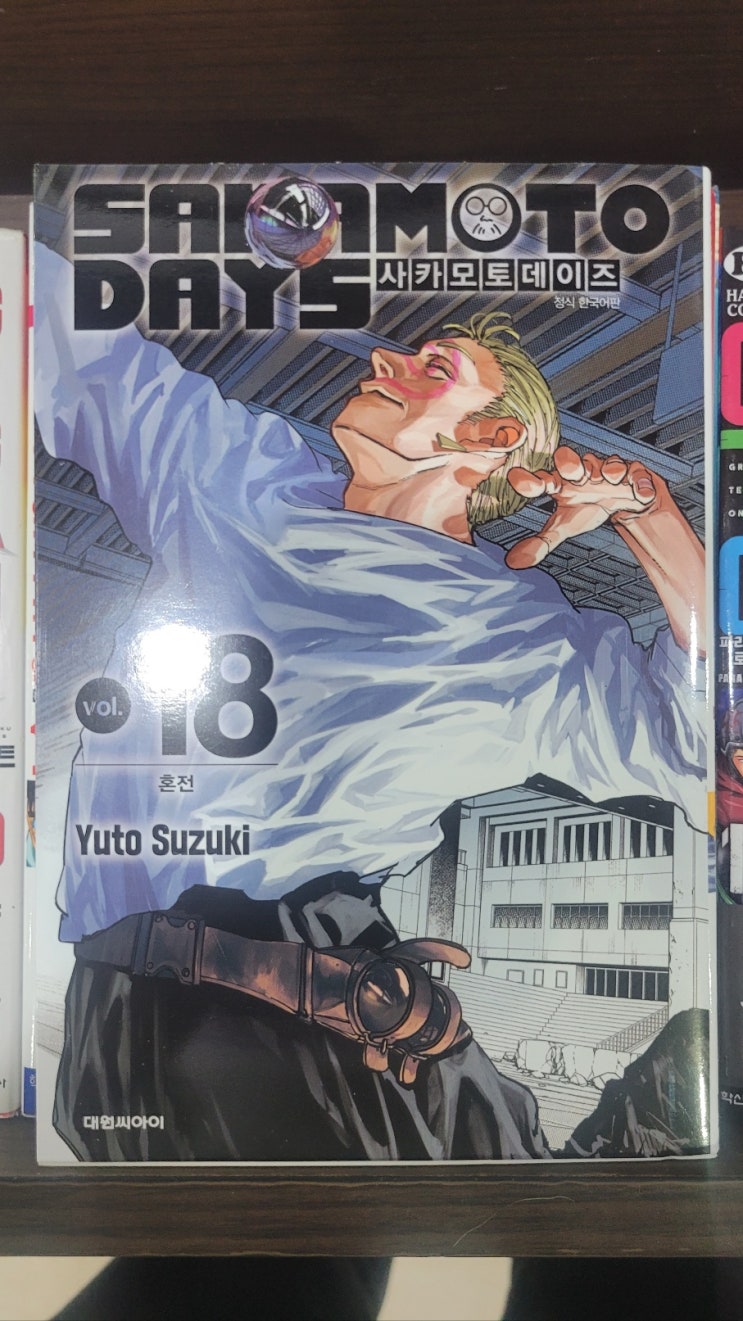 SAKAMOTO
DAYS
사카모토데이즈
정식 한국어판
vol.
18
혼전
Yuto Suzuki
대원씨아이